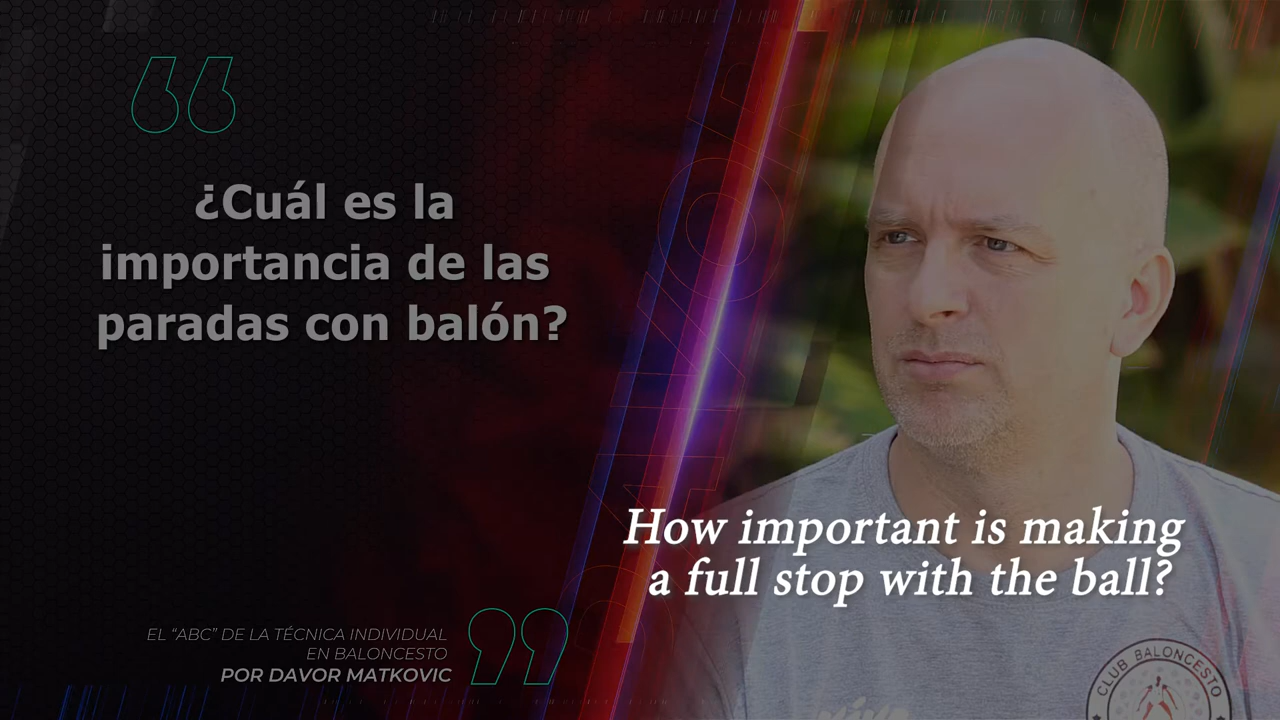 ¿Cuál es la
importancia de las
paradas con balón?
How important is making
a full stop with the ball?
EL “ABC” DE LA TÉCNICA INDIVIDUAL
EN BALONCESTO
POR DAVOR MATKOVIC
CLUB BALONCESTO